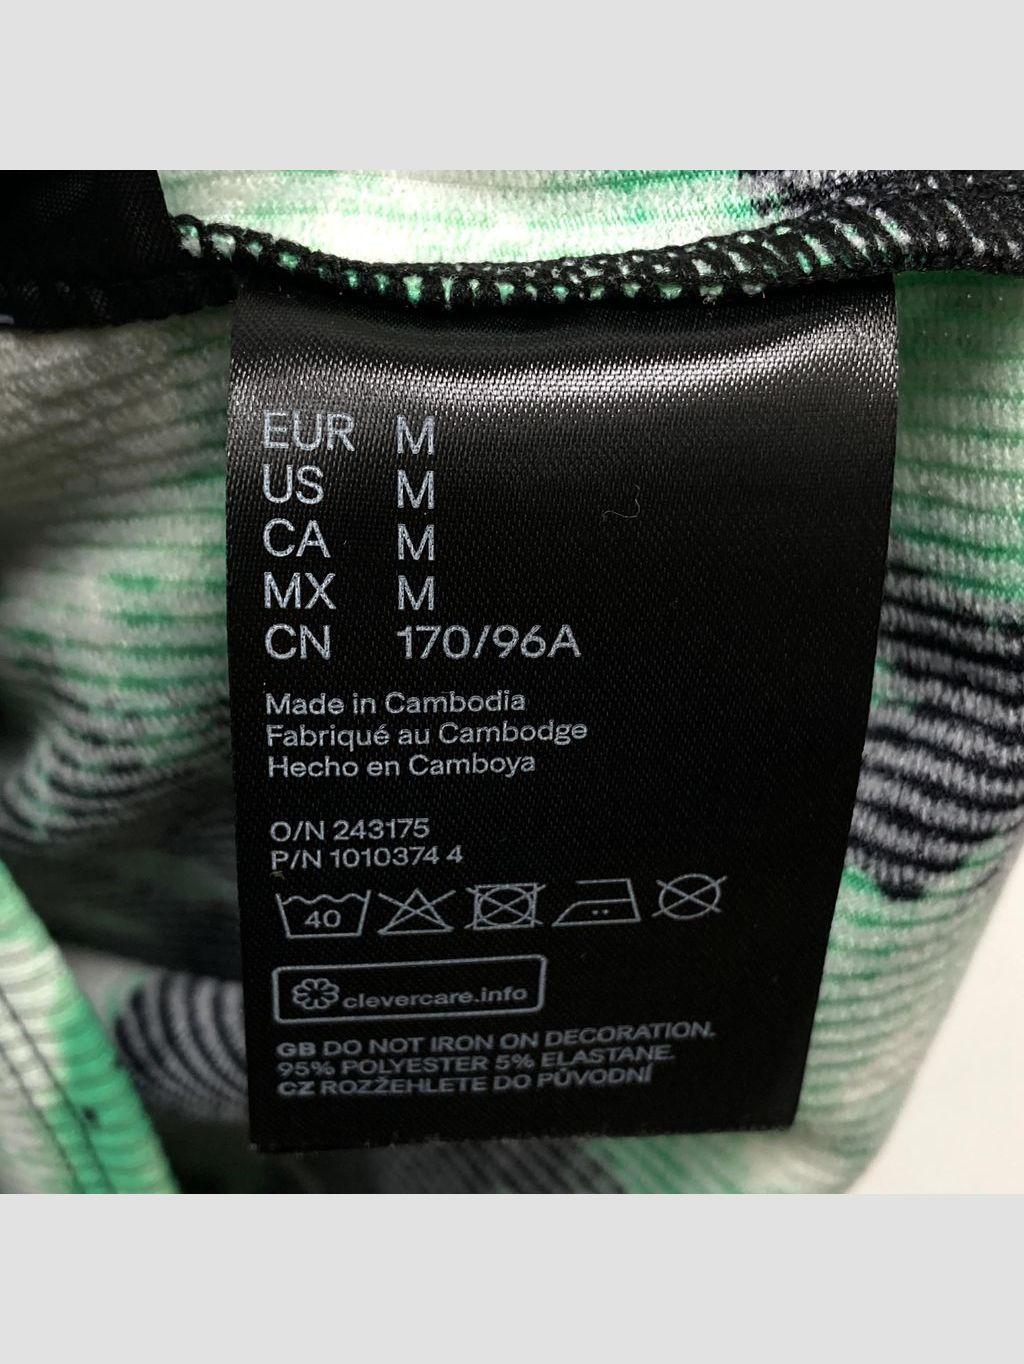 EUR M
US M
CA M
MX M
CN 170/96A
Made in Cambodia
Fabriqué au Cambodge
Hecho en Camboya
O/N 243175
P/N 1010374 4
40
clevercare.info
GB DO NOT IRON ON DECORATION.
95% POLYESTER 5% ELASTANE.
CZ ROZŽEHLETE DO PŮVODNÍ